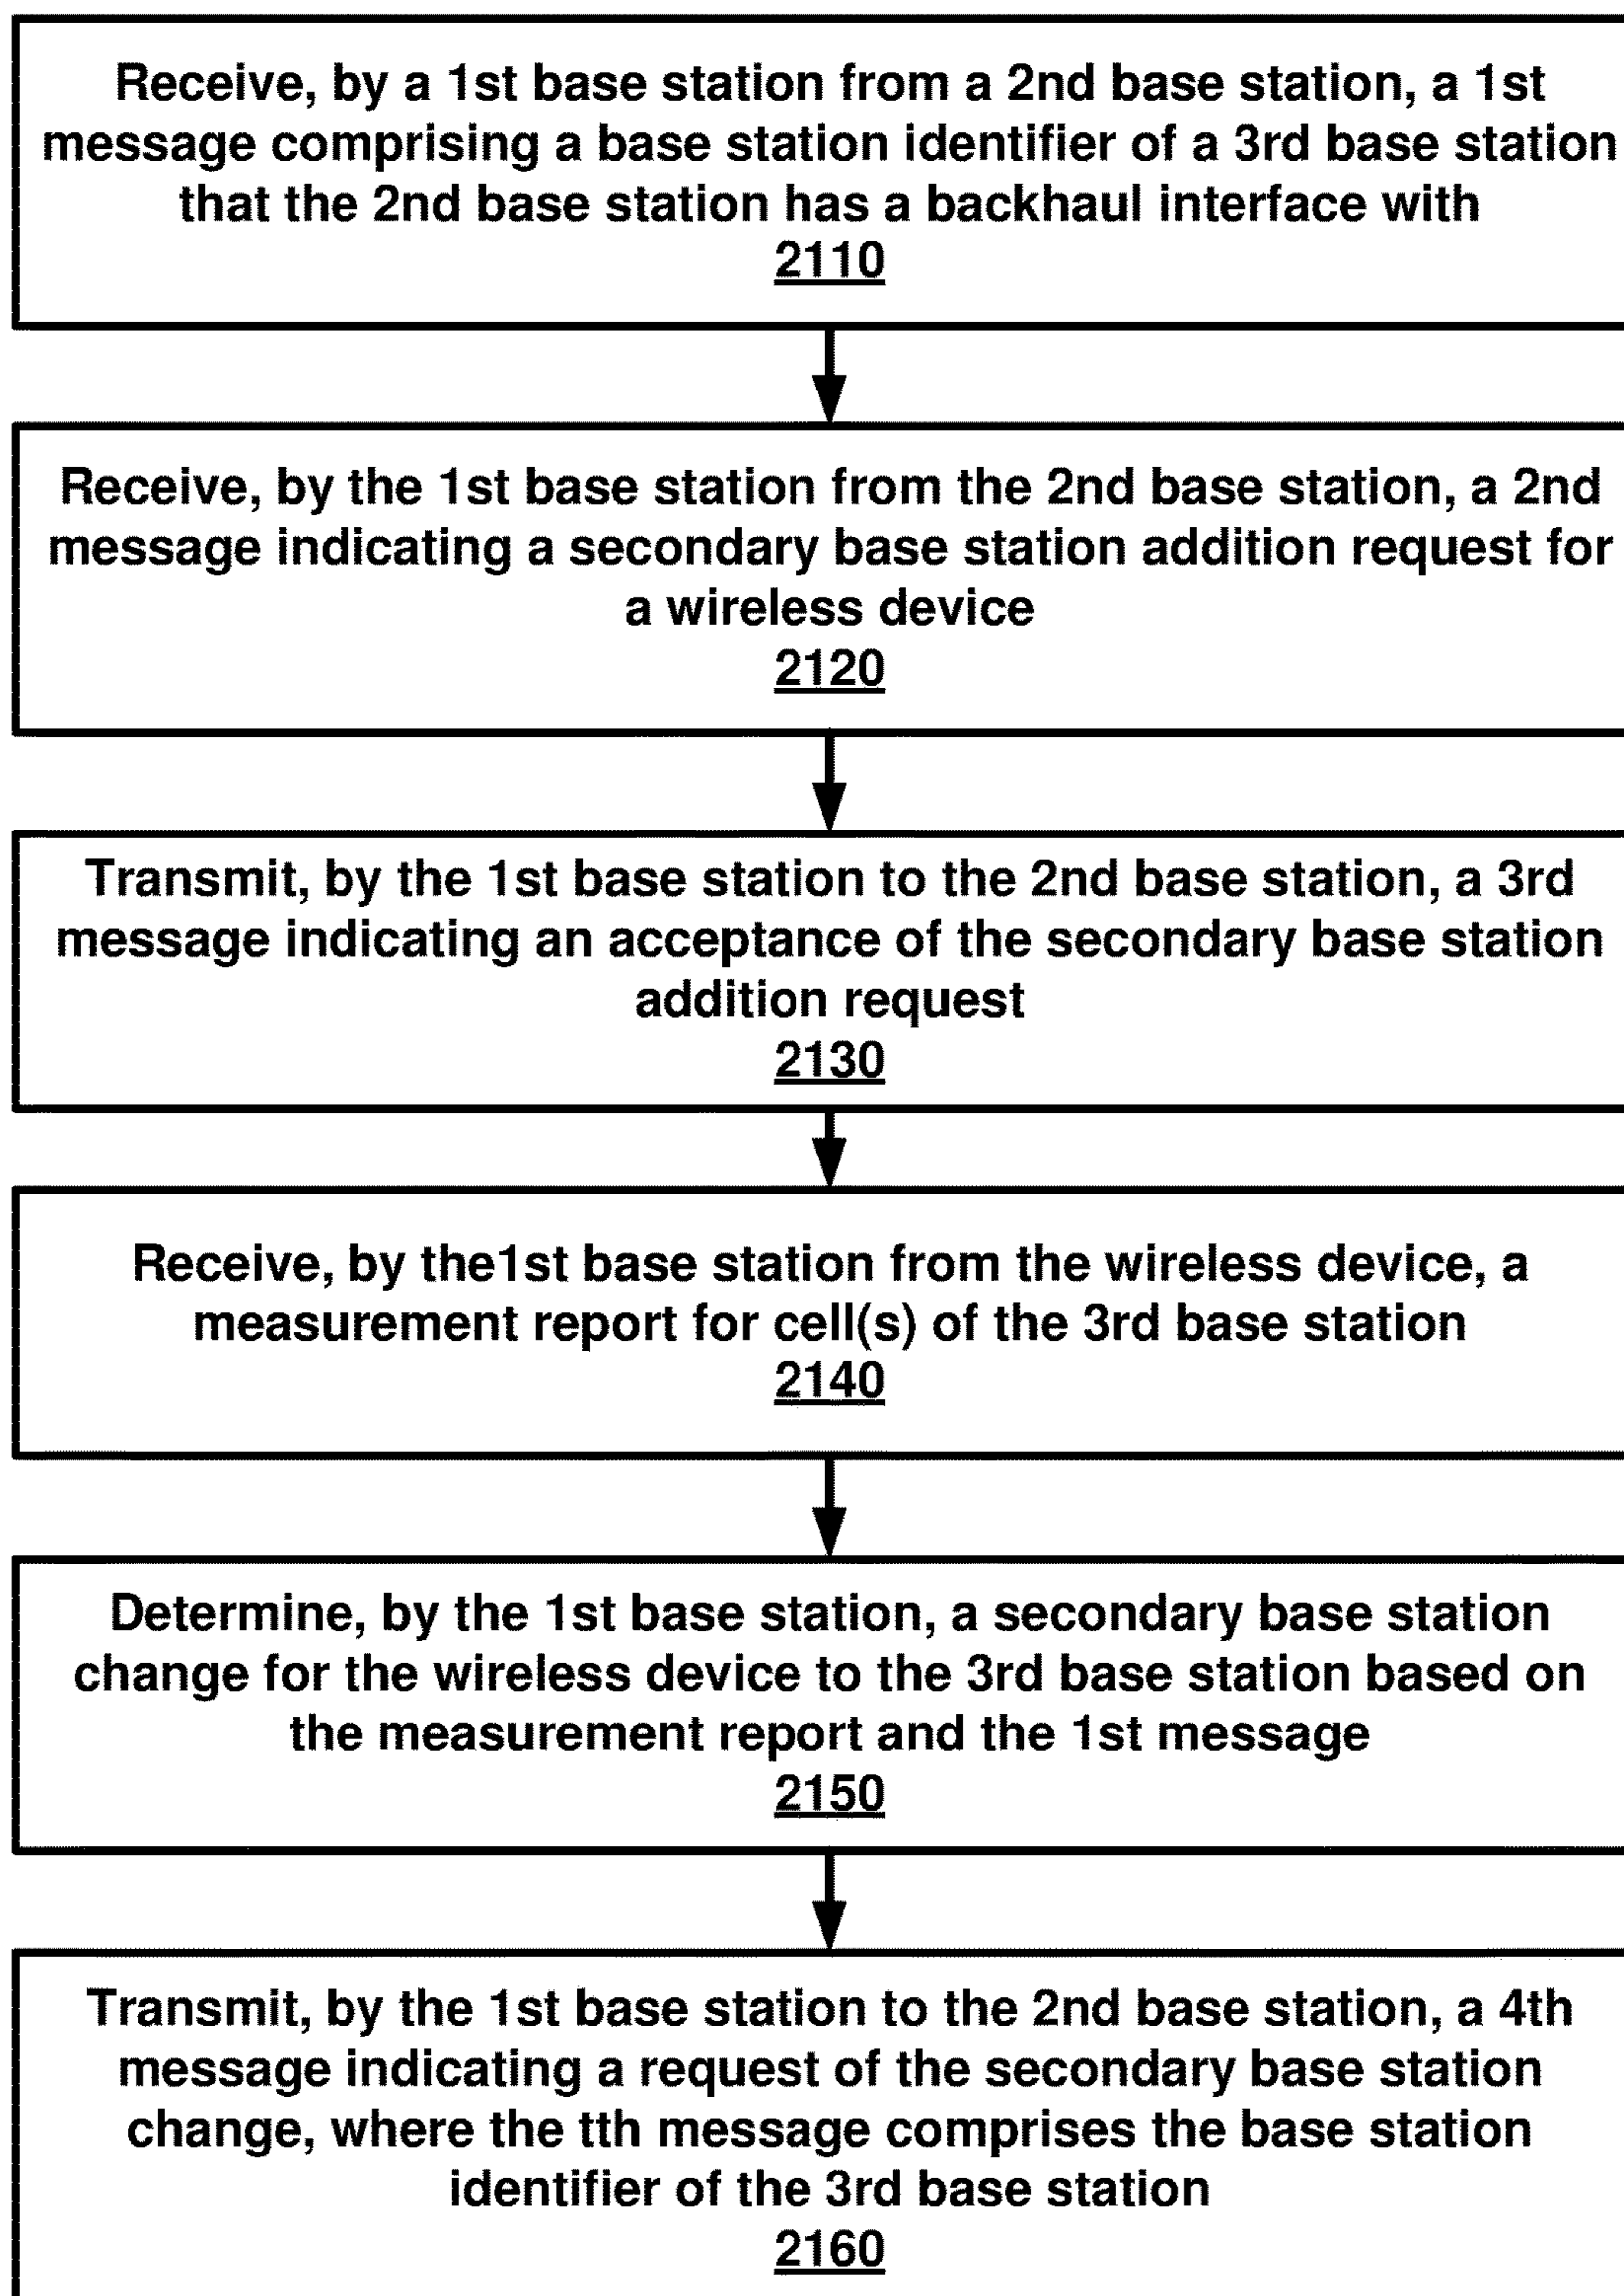 Receive, by a 1st base station from a 2nd base station, a 1st
message comprising a base station identifier of a 3rd base station
that the 2nd base station has a backhaul interface with
2110
Receive, by the 1st base station from the 2nd base station, a 2nd
message indicating a secondary base station addition request for
a wireless device
2120
Transmit, by the 1st base station to the 2nd base station, a 3rd
message indicating an acceptance of the secondary base station
addition request
2130
Receive, by the1st base station from the wireless device, a
measurement report for cell(s) of the 3rd base station
2140
Determine, by the 1st base station, a secondary base station
change for the wireless device to the 3rd base station based on
the measurement report and the 1st message
2150
Transmit, by the 1st base station to the 2nd base station, a 4th
message indicating a request of the secondary base station
change, where the tth message comprises the base station
identifier of the 3rd base station
2160